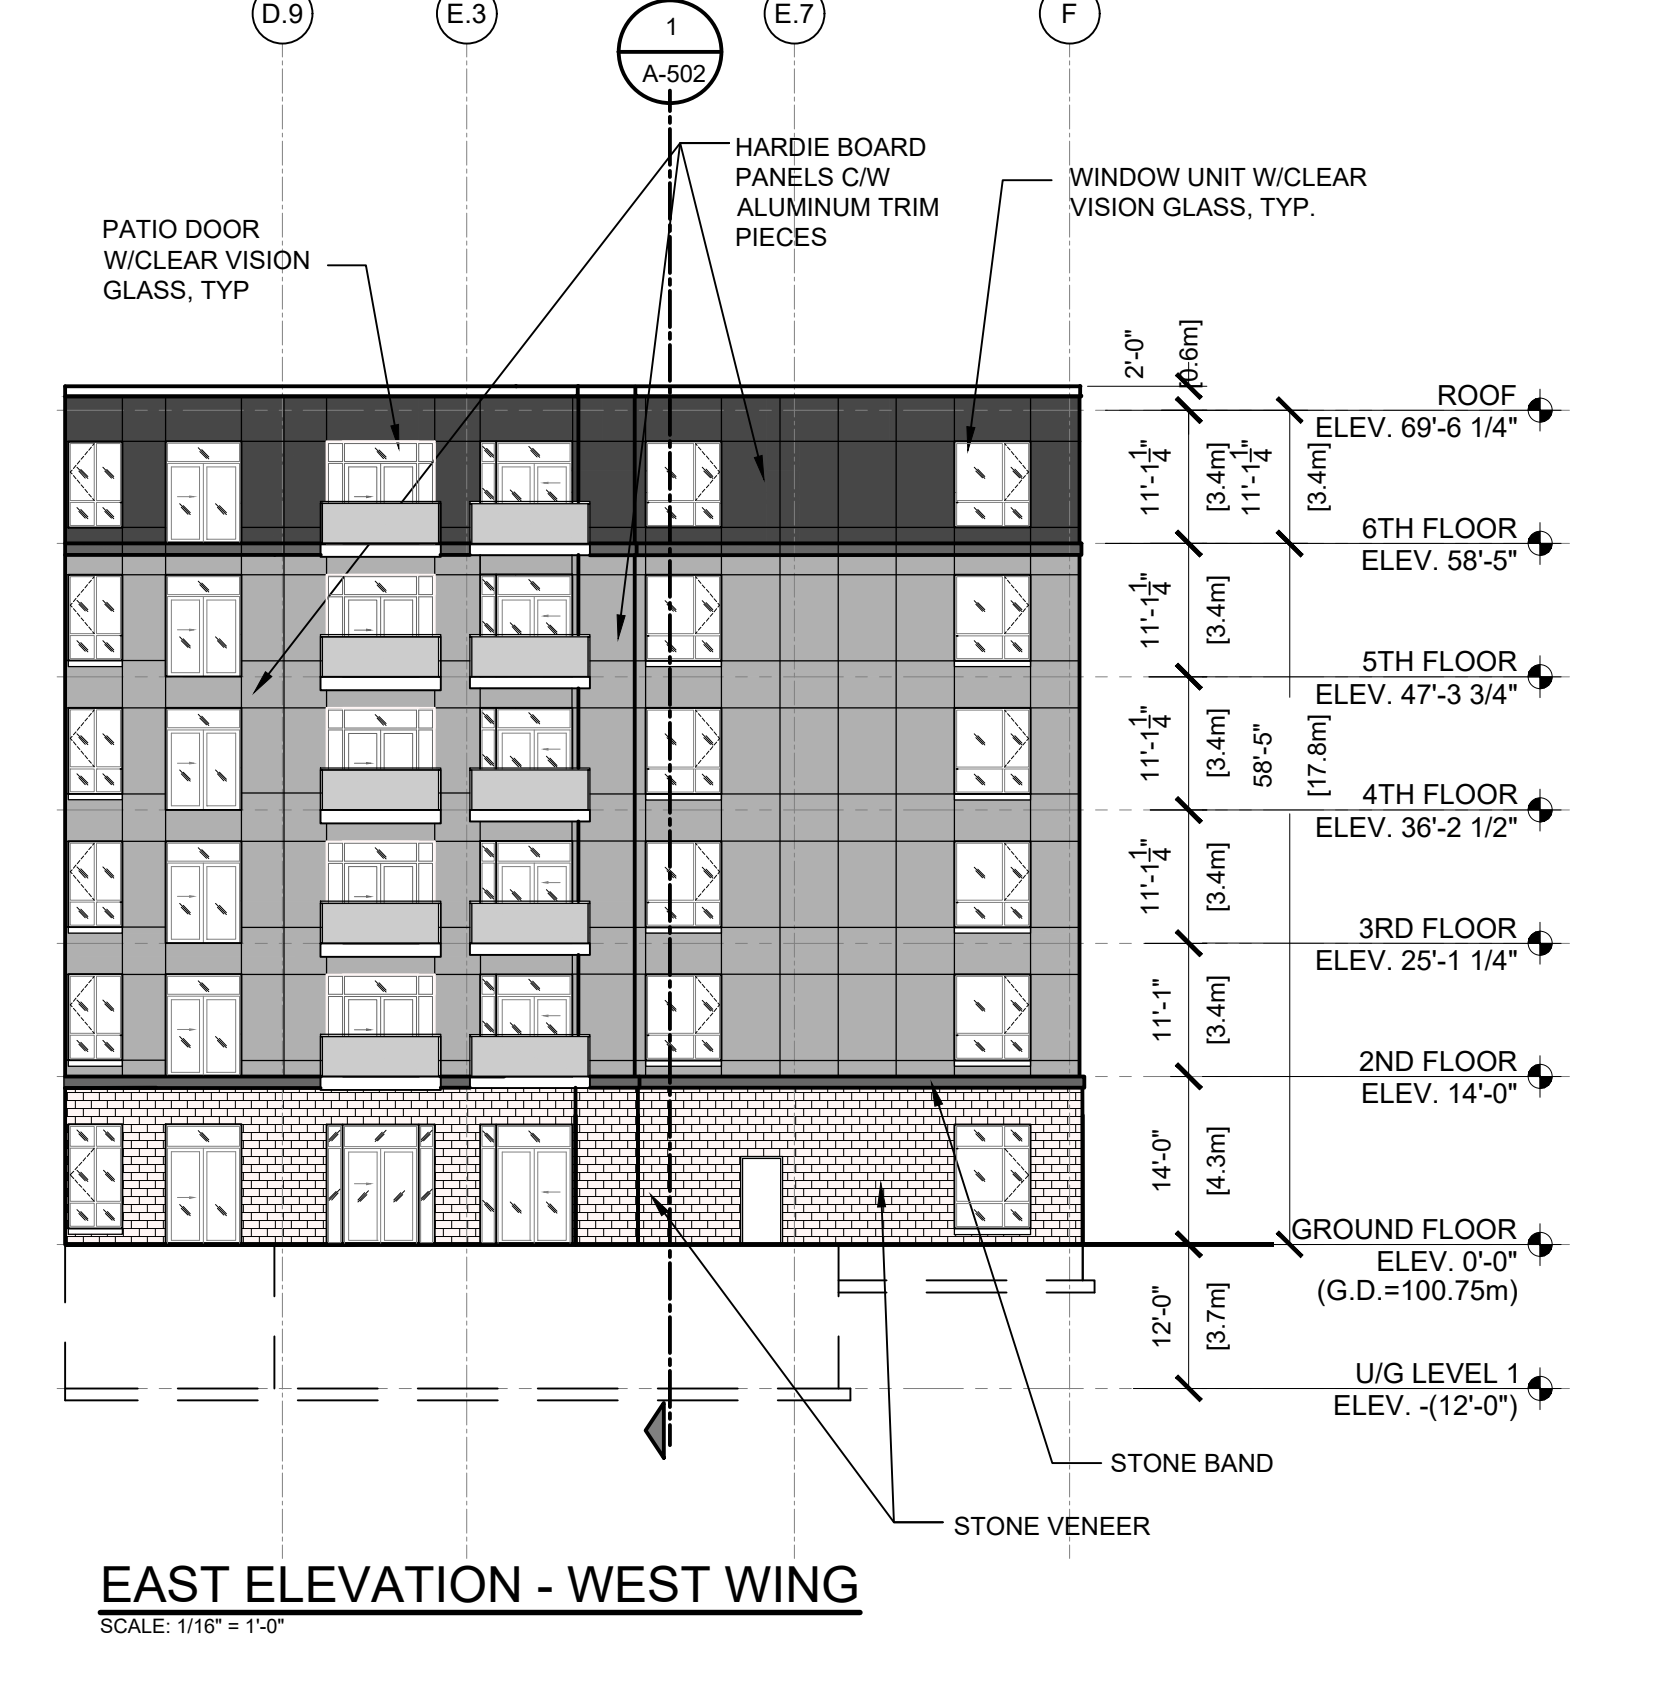 D.9
E.3
1
A-502
E.7
F
HARDIE BOARD
PANELS C/W
ALUMINUM TRIM
PIECES
WINDOW UNIT W/CLEAR
VISION GLASS, TYP.
PATIO DOOR
W/CLEAR VISION
GLASS, TYP
2'-0"
[0.6m]
ROOF
ELEV. 69'-6 1/4"
11'-1 1/4"
[3.4m]
11'-1 1/4"
[3.4m]
6TH FLOOR
ELEV. 58'-5"
11'-1 1/4"
[3.4m]
5TH FLOOR
ELEV. 47'-3 3/4"
11'-1 1/4"
[3.4m]
58'-5"
[17.8m]
4TH FLOOR
ELEV. 36'-2 1/2"
11'-1 1/4"
[3.4m]
3RD FLOOR
ELEV. 25'-1 1/4"
11'-1"
[3.4m]
2ND FLOOR
ELEV. 14'-0"
14'-0"
[4.3m]
GROUND FLOOR
ELEV. 0'-0"
(G.D.=100.75m)
12'-0"
[3.7m]
U/G LEVEL 1
ELEV. -(12'-0")
STONE BAND
STONE VENEER
EAST ELEVATION - WEST WING
SCALE: 1/16" = 1'-0"